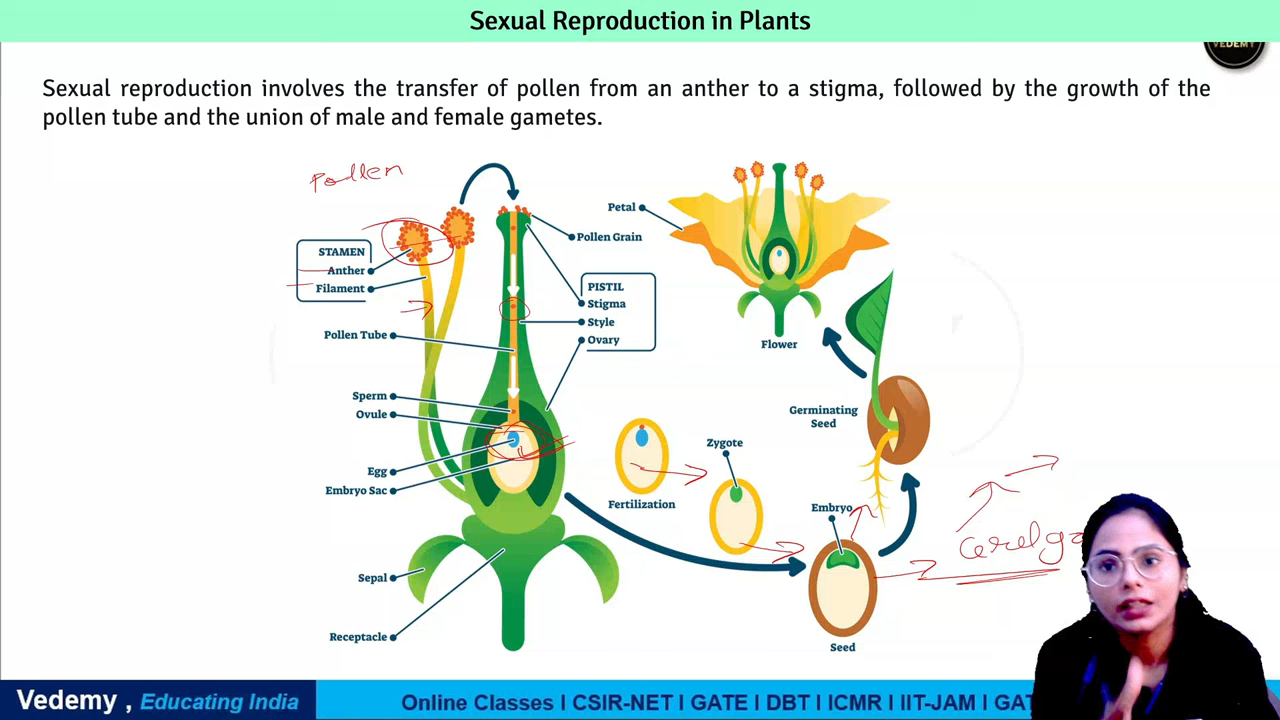 Sexual Reproduction in Plants
VEDEMY
Sexual reproduction involves the transfer of pollen from an anther to a stigma, followed by the growth of the
pollen tube and the union of male and female gametes.
Pollen
STAMEN
Anther
Filament
Pollen Tube
Sperm
Ovule
Egg
Embryo Sac
Sepal
Receptacle
Pollen Grain
PISTIL
Stigma
Style
Ovary
Petal
Flower
Germinating
Seed
Fertilization
Zygote
Embryo
Seed
Vedemy , Educating India
Online Classes I CSIR-NET I GATE I DBT I ICMR I IIT-JAM I GAT